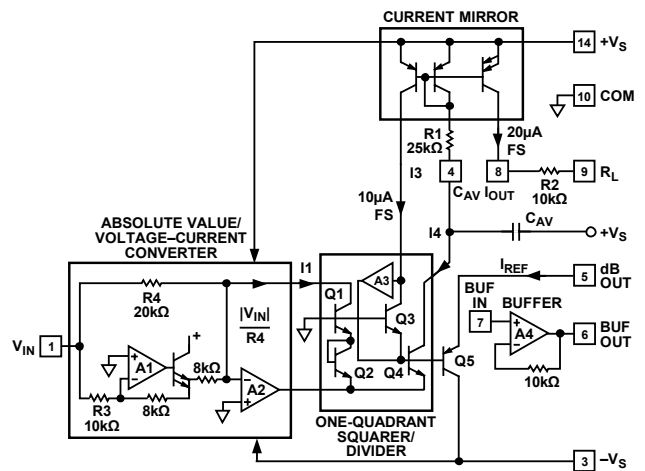 CURRENT MIRROR
14 +VS
10 COM
R1
25kΩ
20µA
FS
I3
4
8
9 RL
CAV IOUT
R2
10kΩ
10µA
FS
ABSOLUTE VALUE/
VOLTAGE–CURRENT
CONVERTER
I4
CAV
+VS
I1
A3
IREF
5 dB
OUT
R4
20kΩ
|VIN|
R4
Q1
Q3
BUF
IN
BUFFER
7
A4
6 BUF
OUT
VIN 1
+
A1
8kΩ
A2
Q2
Q4
Q5
10kΩ
R3
10kΩ
8kΩ
ONE-QUADRANT
SQUARER/
DIVIDER
3 –VS